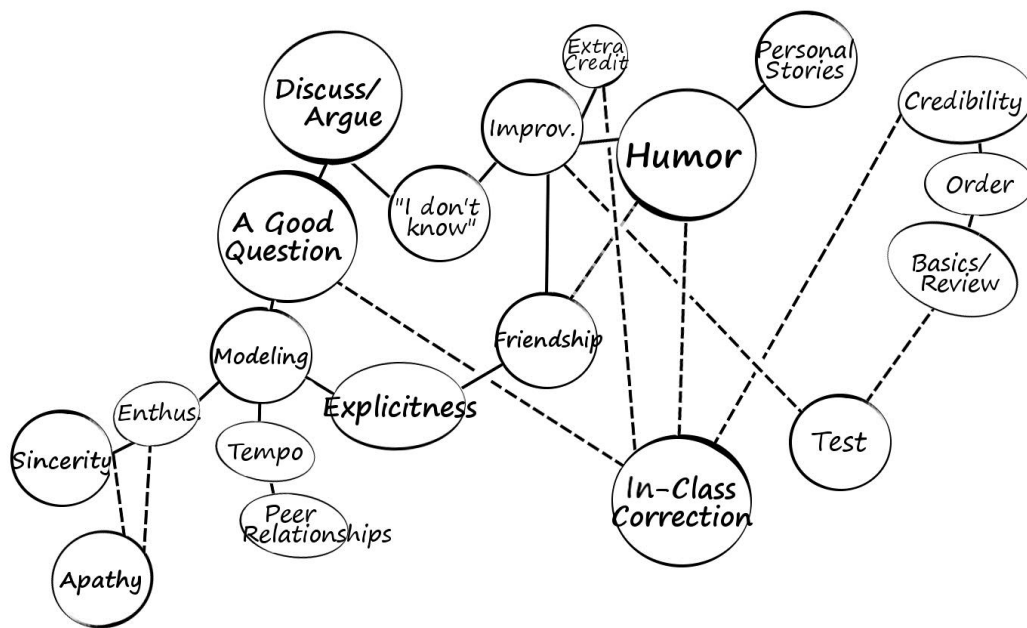 Extra
Credit
Personal
Stories
Discuss/
Argue
Improv.
Humor
Credibility
Order
"I don't
know"
A Good
Question
Basics/
Review
Friendship
Modeling
Explicitness
Enthus.
Sincerity
Tempo
Test
In-Class
Correction
Peer
Relationships
Apathy